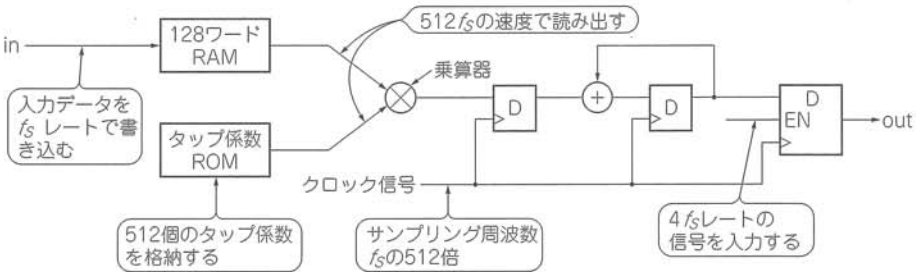 in
128ワード
RAM
512fSの速度で読み出す
乗算器
入力データを
fSレートで書
き込む
タップ係数
ROM
D
+
D
D
EN
out
クロック信号
512個のタップ係数
を格納する
サンプリング周波数
fSの512倍
4fSレートの
信号を入力する